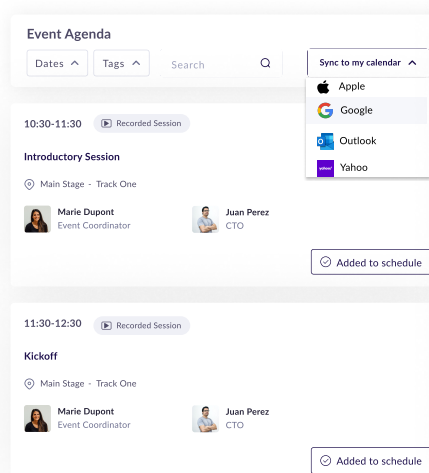 Event Agenda
Dates
Tags
Search
Sync to my calendar
Apple
Google
Outlook
yahoo!
Yahoo
10:30-11:30
Recorded Session
Introductory Session
Main Stage - Track One
Marie Dupont
Event Coordinator
Juan Perez
CTO
Added to schedule
11:30-12:30
Recorded Session
Kickoff
Main Stage - Track One
Marie Dupont
Event Coordinator
Juan Perez
CTO
Added to schedule